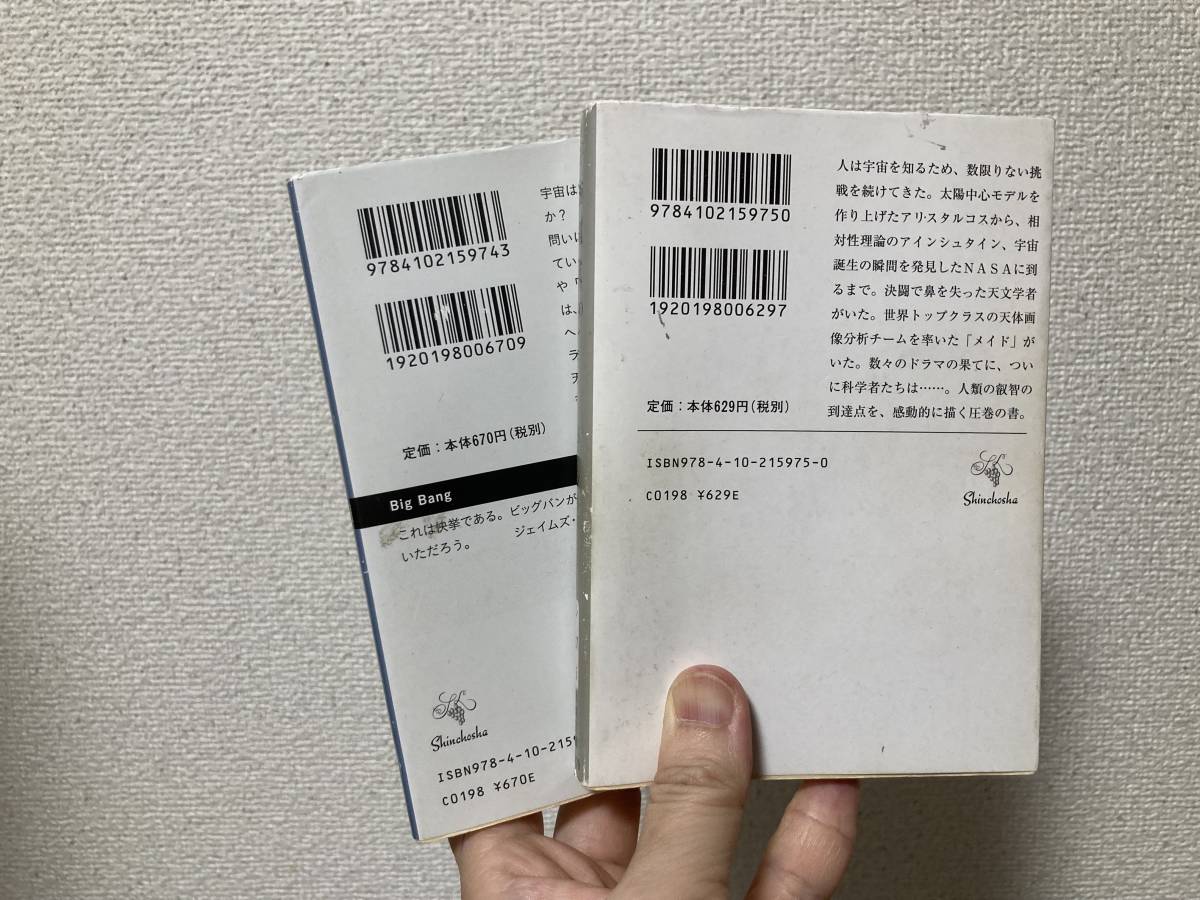 9784102159743
1920198006709
宇宙は
か?
問いに
てい
や「
は、
へ
ラ
定価:本体670円(税別)
Big Bang
これは快挙である。ビッグバンが
ジェイムズ・
いただろう。
Shinchosha
ISBN978-4-10-215
C0198 ¥670E
9784102159750
1920198006297
人は宇宙を知るため、数限りない挑
戦を続けてきた。太陽中心モデルを
作り上げたアリスタルコスから、相
対性理論のアインシュタイン、宇宙
誕生の瞬間を発見したNASAに到
るまで。決闘で鼻を失った天文学者
がいた。世界トップクラスの天体画
像分析チームを率いた「メイド」が
いた。数々のドラマの果てに、つい
に科学者たちは……。人類の叡智の
到達点を、感動的に描く圧巻の書。
定価:本体629円(税別)
ISBN978-4-10-215975-0
C0198 ¥629E
Shinchosha